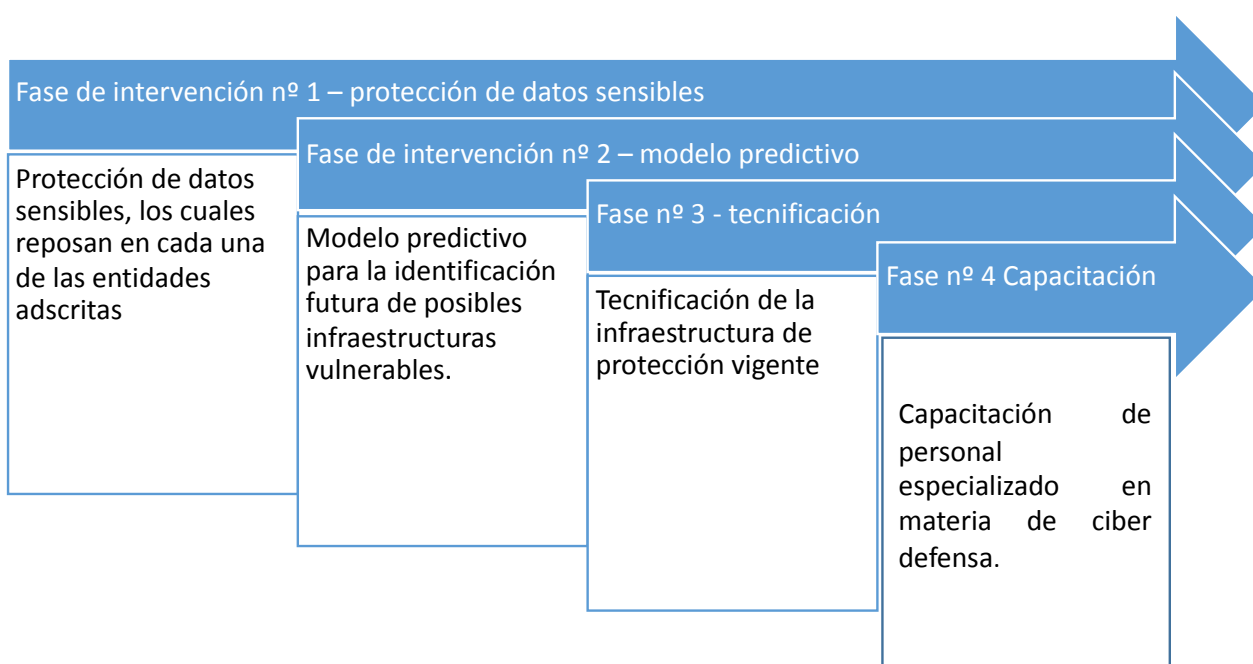 Fase de intervención nº 1 – protección de datos sensibles
Protección de datos
sensibles, los cuales
reposan en cada una
de las entidades
adscritas
Fase de intervención nº 2 – modelo predictivo
Modelo predictivo
para la identificación
futura de posibles
infraestructuras
vulnerables.
Fase nº 3 - tecnificación
Tecnificación de la
infraestructura de
protección vigente
Fase nº 4 Capacitación
Capacitación de
personal
especializado en
materia de ciber
defensa.